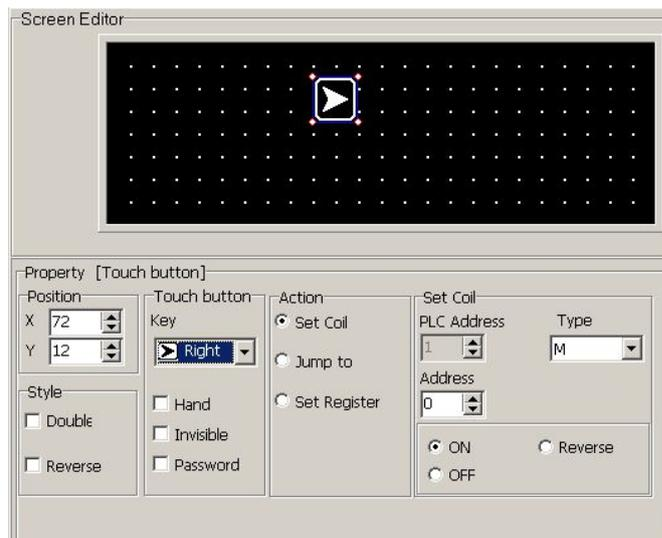 Screen Editor
Property [Touch button]
Position
X 72
Y 12
Style
Double
Reverse
Touch button
Key
Right
Hand
Invisible
Password
Action
Set Coil
Jump to
Set Register
Set Coil
PLC Address
1
Type
M
Address
0
ON
Reverse
OFF